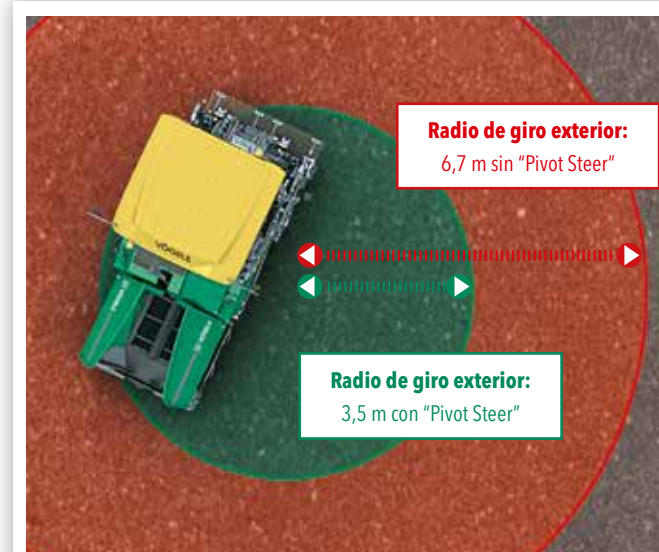 Radio de giro exterior:
6,7 m sin “Pivot Steer”
VÖGELE
Radio de giro exterior:
3,5 m con “Pivot Steer”